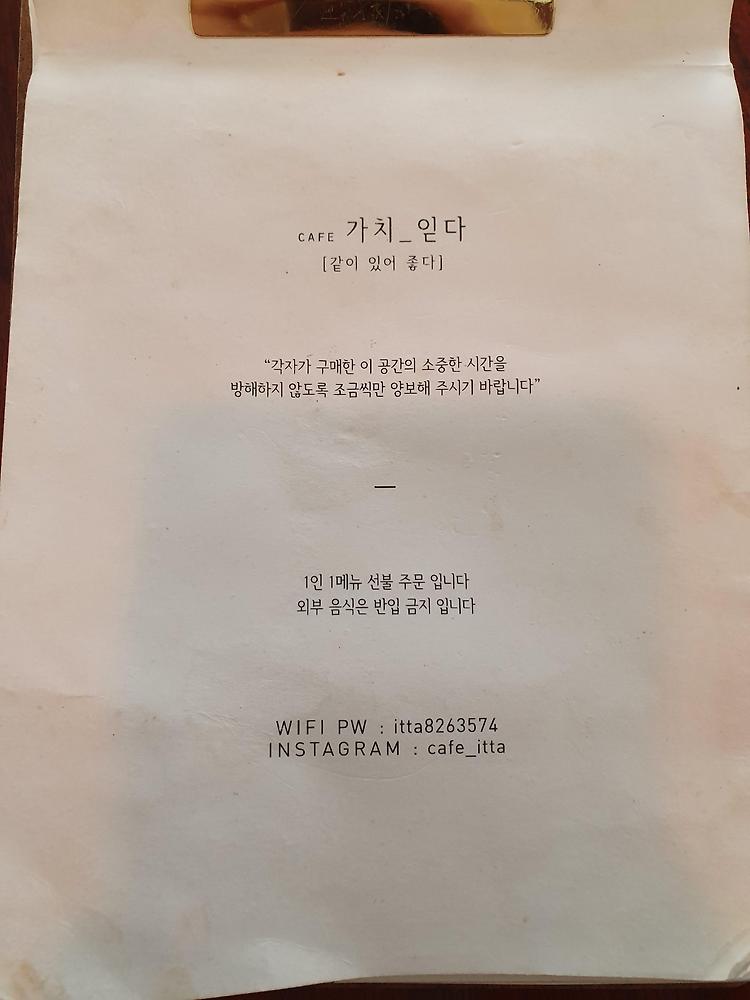 CAFE 가치_읻다
[같이 있어 좋다]
“각자가 구매한 이 공간의 소중한 시간을
방해하지 않도록 조금씩만 양보해 주시기 바랍니다”
1인 1메뉴 선불 주문 입니다
외부 음식은 반입 금지 입니다
WIFI PW : itta8263574
INSTAGRAM : cafe_itta